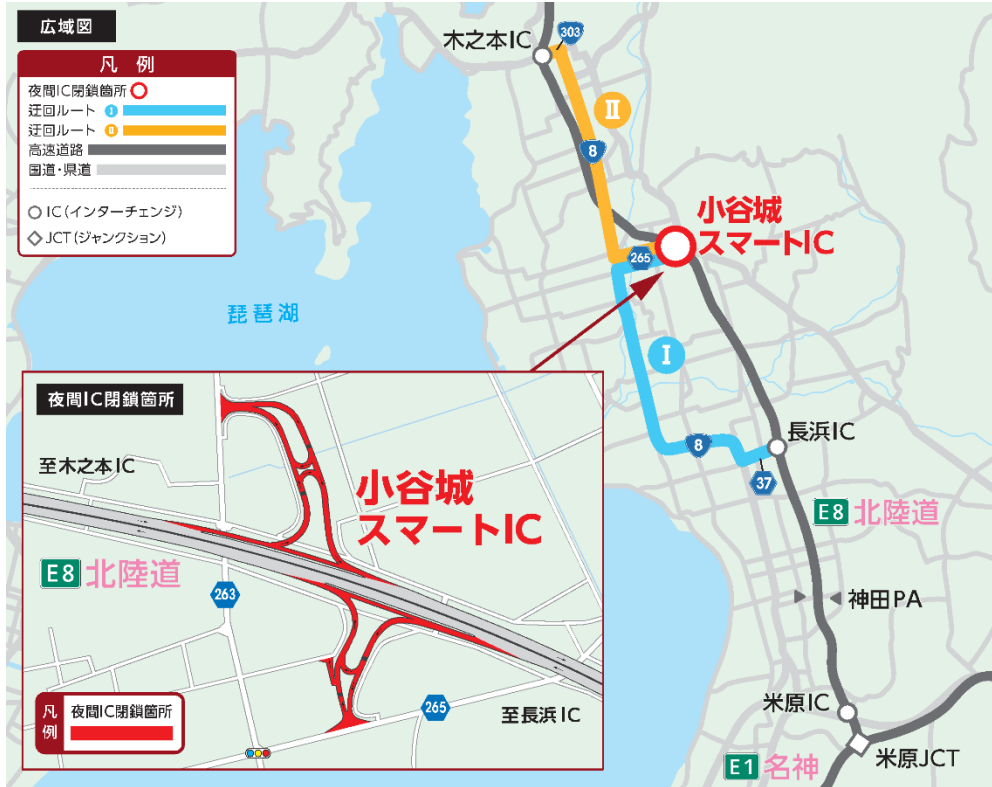 広域図
凡 例
夜間IC閉鎖箇所
迂回ルート Ⅰ
迂回ルート Ⅱ
高速道路
国道・県道
IC(インターチェンジ)
JCT(ジャンクション)
木之本IC
303
Ⅱ
8
小谷城
スマートIC
265
琵琶湖
Ⅰ
8
長浜IC
37
E8 北陸道
神田PA
米原IC
米原JCT
E1 名神
夜間IC閉鎖箇所
至木之本IC
小谷城
スマートIC
E8 北陸道
263
265
至長浜IC
凡例
夜間IC閉鎖箇所